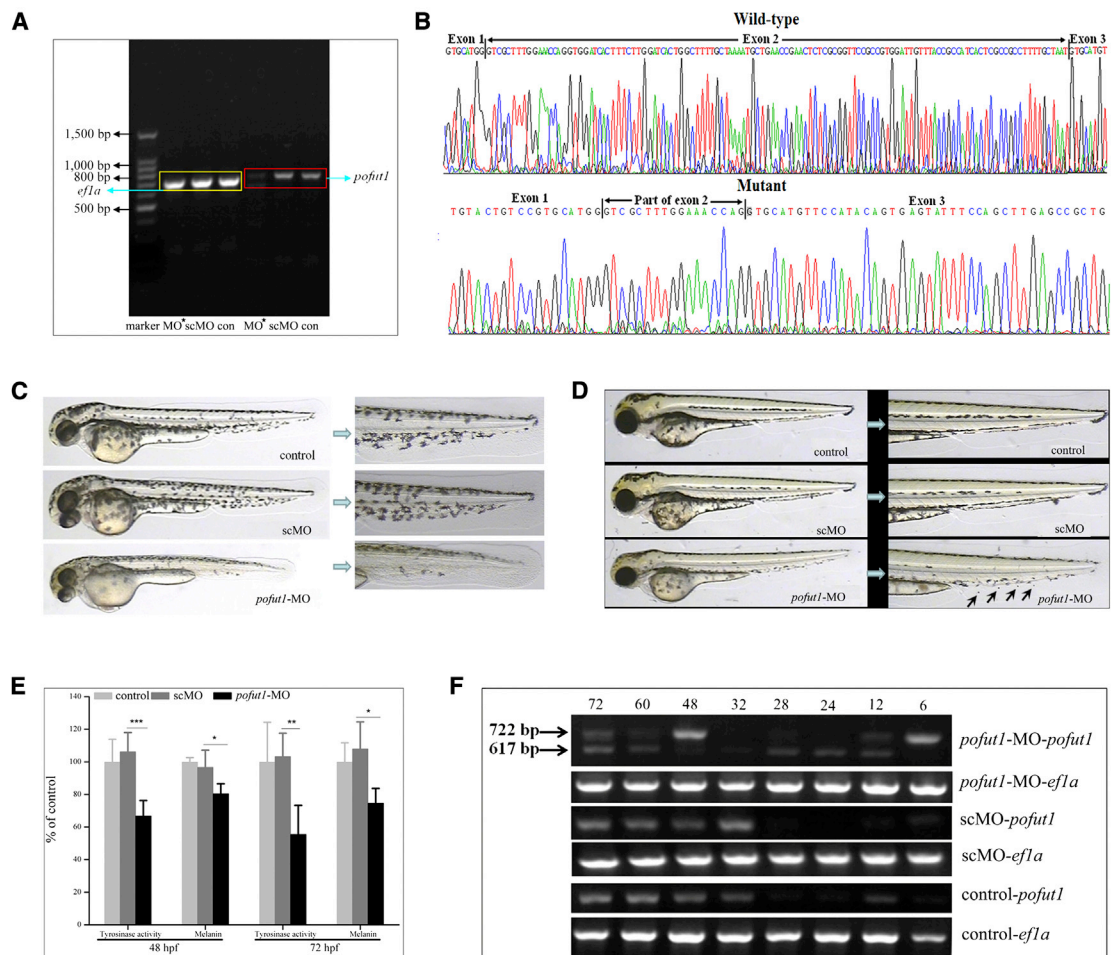 A
1,500 bp
1,000 bp
800 bp
pofut1
ef1a
500 bp
marker MO* scMO con MO* scMO con
B
Wild-type
Exon 1 Exon 2 Exon 3
GTGCATGGGTCGCTTTGGAACCAGGTGGATCACTTTCTTGGATCACTGGCTTTTGCTAAAATGCTGAACCGAACTCTCGCGGTTCCGCCGTGGATTGTTTACCGCCATCACTCGCCGCCTTTTGCTAATGTGCATGT
Mutant
Exon 1 Part of exon 2 Exon 3
TGTACTGTCCGTGCATGGGTCGCTTTGGAAACCAGGTGCATGTTCCATACAGTGAGTATTTCCAGCTTGAGCCGCTG
C
control
scMO
pofut1-MO
D
control
control
scMO
scMO
pofut1-MO
pofut1-MO
E
control scMO pofut1-MO
% of control
140
120
100
80
60
40
20
0
*** * ** *
Tyrosinase activity Melanin Tyrosinase activity Melanin
48 hpf 72 hpf
F
72 60 48 32 28 24 12 6
722 bp
617 bp
pofut1-MO-pofut1
pofut1-MO-ef1a
scMO-pofut1
scMO-ef1a
control-pofut1
control-ef1a